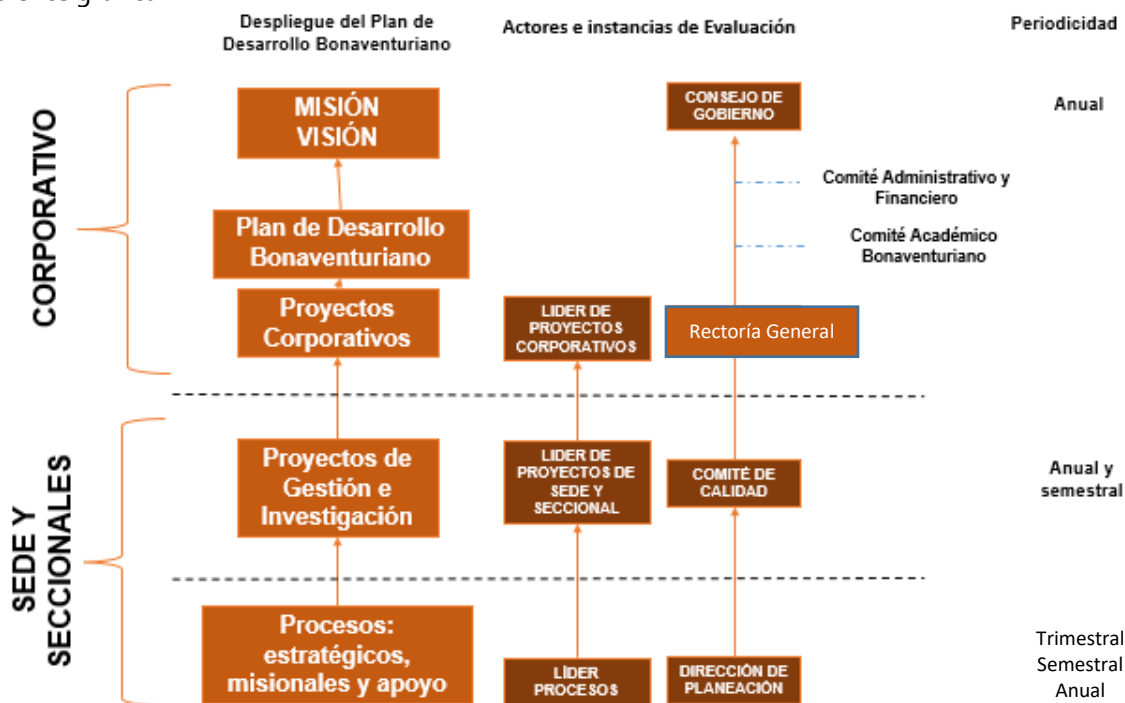 Despliegue del Plan de
Desarrollo Bonaventuriano
Actores e instancias de Evaluación
Periodicidad
CORPORATIVO
MISIÓN
VISIÓN
CONSEJO DE
GOBIERNO
Anual
Comité Administrativo y
Financiero
Plan de Desarrollo
Bonaventuriano
Comité Académico
Bonaventuriano
Proyectos
Corporativos
LIDER DE
PROYECTOS
CORPORATIVOS
Rectoría General
SEDE Y
SECCIONALES
Proyectos de
Gestión e
Investigación
LIDER DE
PROYECTOS DE
SEDE Y
SECCIONAL
COMITÉ DE
CALIDAD
Anual y
semestral
Procesos:
estratégicos,
misionales y apoyo
LÍDER
PROCESOS
DIRECCIÓN DE
PLANEACIÓN
Trimestral
Semestral
Anual